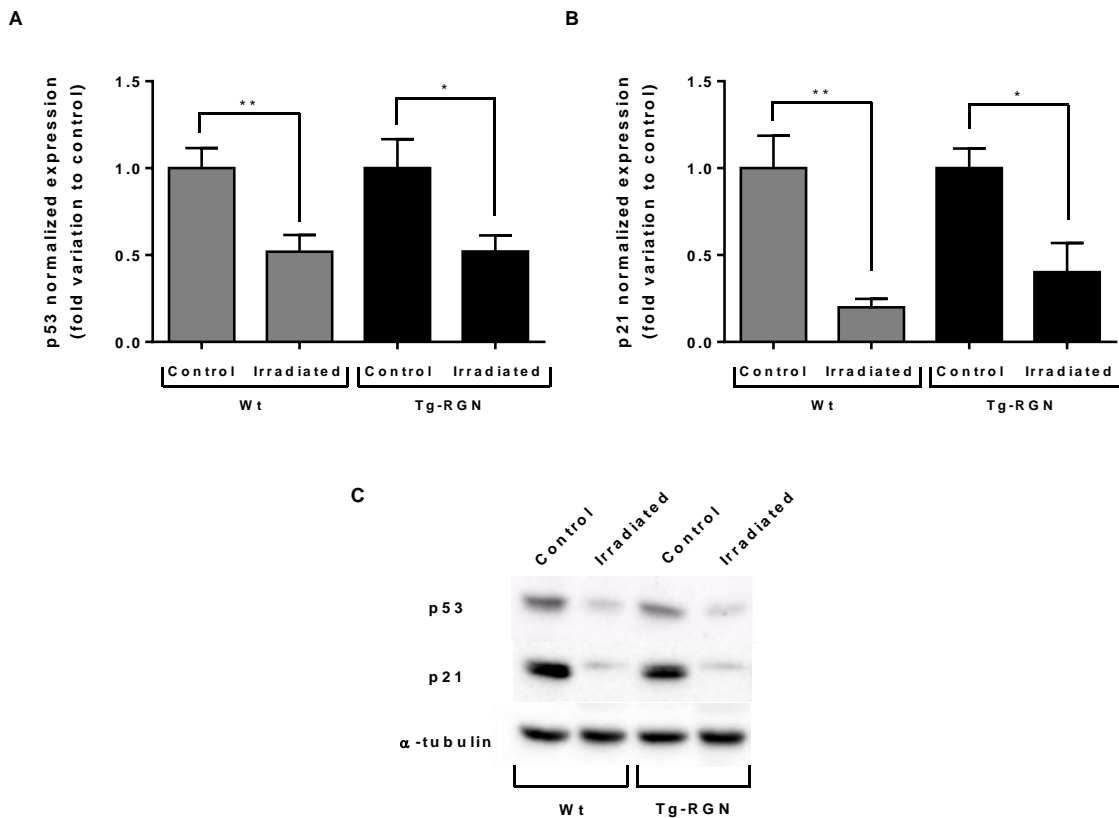 A
p53 normalized expression
(fold variation to control)
1.5
1.0
0.5
0.0
**
*
Control Irradiated Control Irradiated
Wt Tg-RGN
B
p21 normalized expression
(fold variation to control)
1.5
1.0
0.5
0.0
**
*
Control Irradiated Control Irradiated
Wt Tg-RGN
C
Control Irradiated Control Irradiated
p53
p21
α-tubulin
Wt Tg-RGN